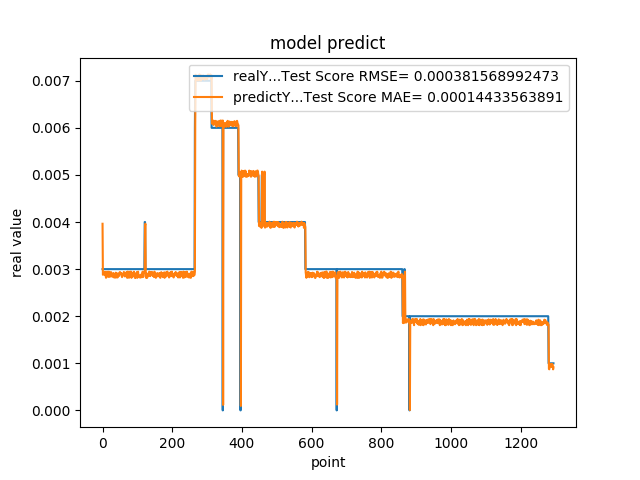 model predict
realY...Test Score RMSE= 0.000381568992473
predictY...Test Score MAE= 0.00014433563891
real value
0.007
0.006
0.005
0.004
0.003
0.002
0.001
0.000
0 200 400 600 800 1000 1200
point